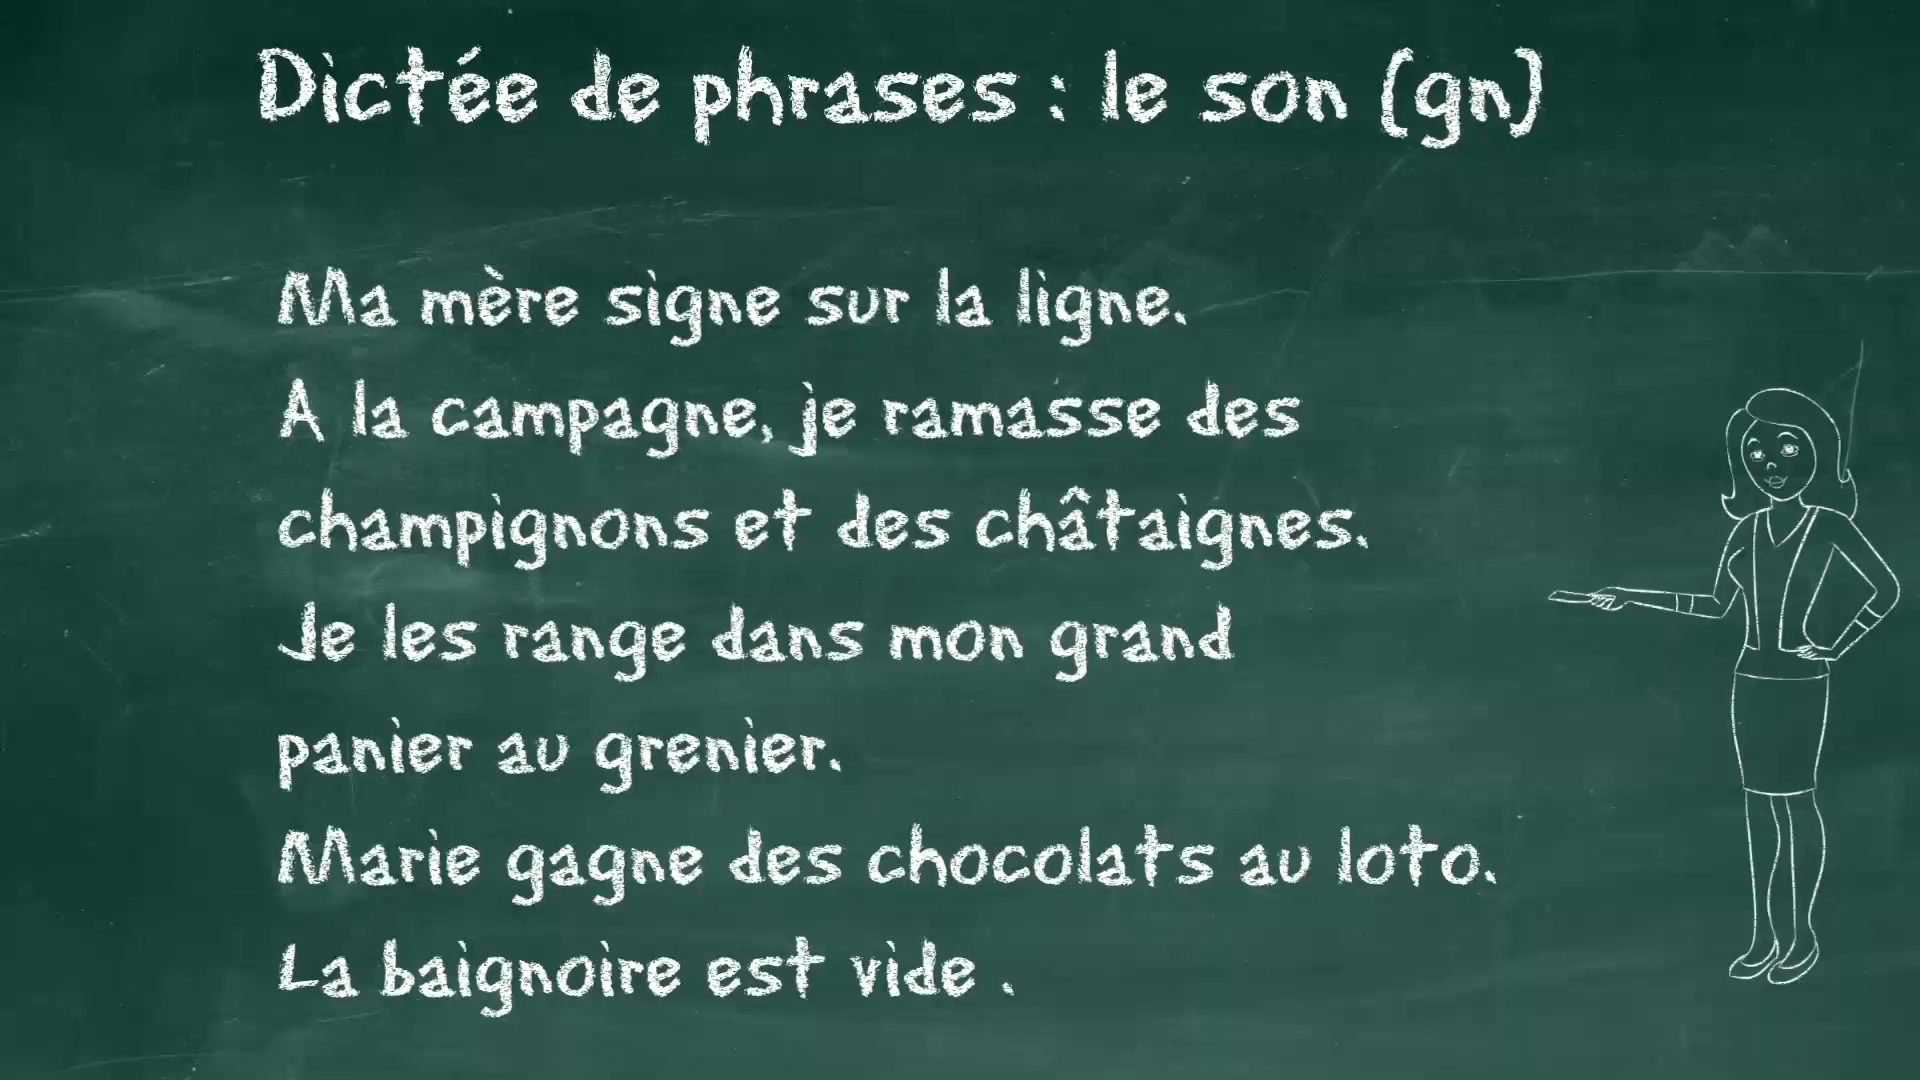 Dictée de phrases : le son (gn)
Ma mère signe sur la ligne.
A la campagne, je ramasse des
champignons et des châtaignes.
Je les range dans mon grand
panier au grenier.
Marie gagne des chocolats au loto.
La baignoire est vide .